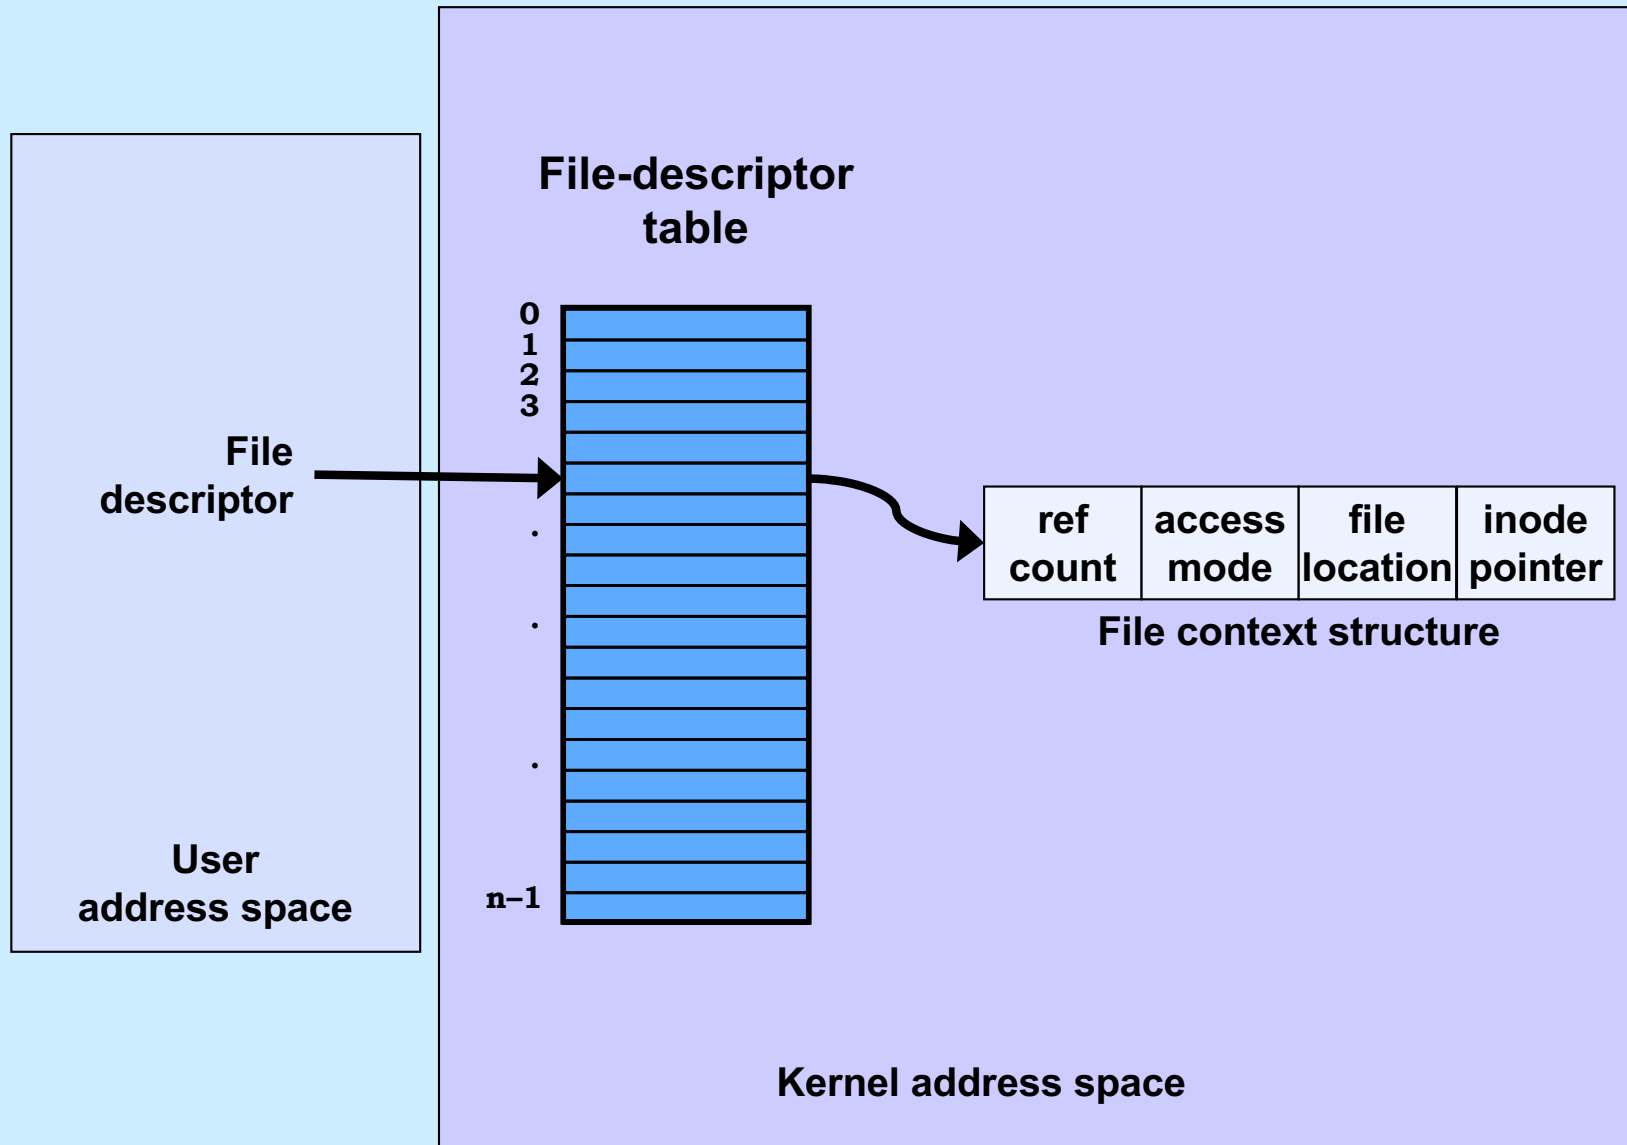 File-descriptor
table
0
1
2
3
.
.
.
n-1
File
descriptor
User
address space
ref
count
access
mode
file
location
inode
pointer
File context structure
Kernel address space